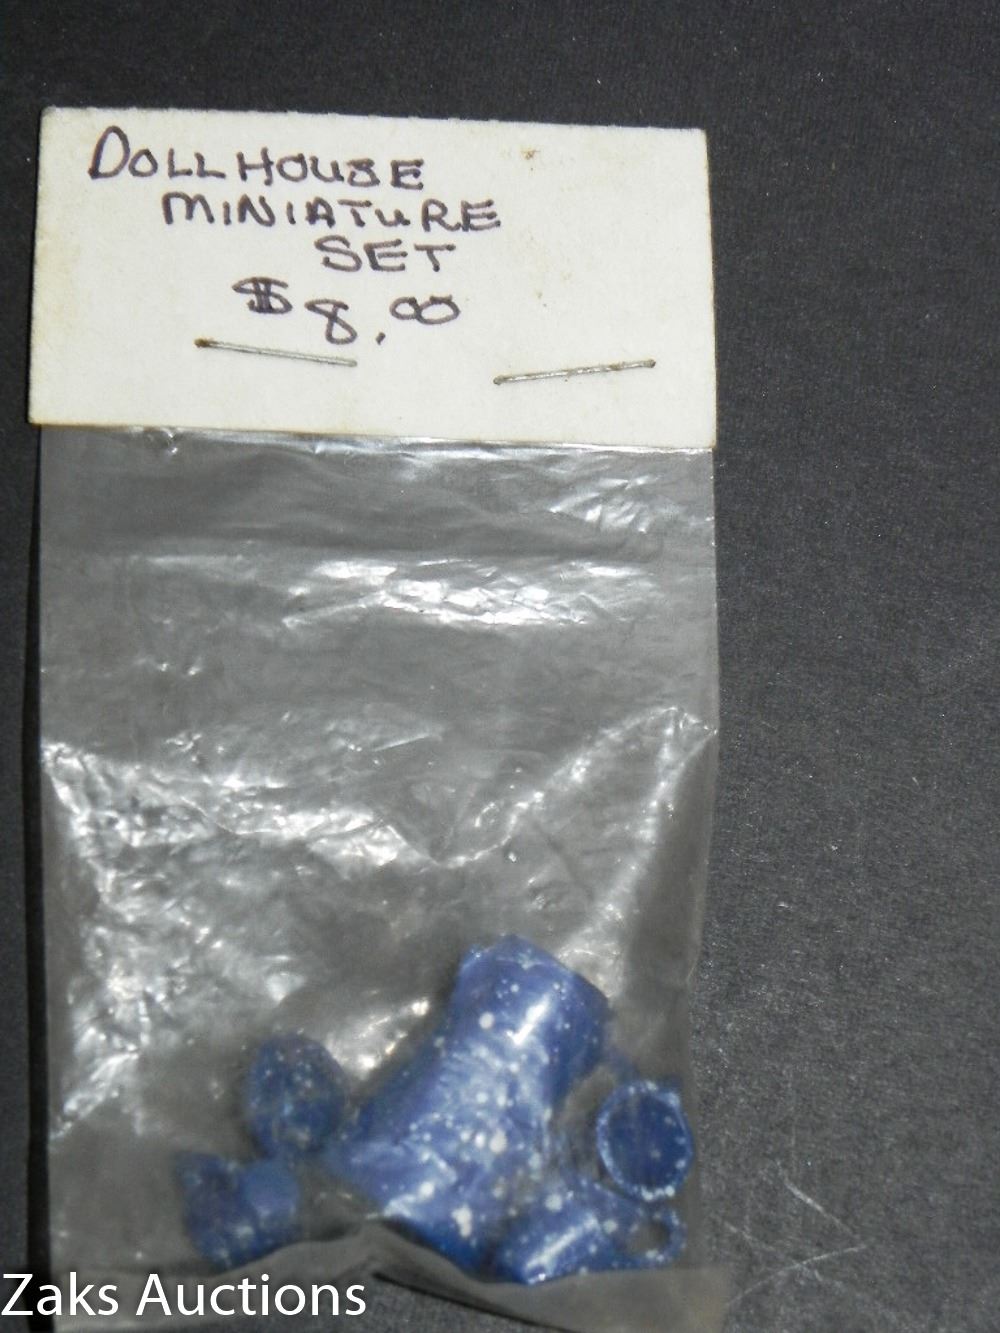 DOLLHOUSE
MINIATURE
SET
$8.00
Zaks Auctions